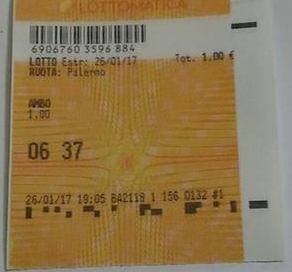 LOTTOMATICA
6906760 3596 884
LOTTO Estr: 26/01/17 Tot. 1,00 €
RUOTA: Palermo
AMBO
1,00
06 37
26/01/17 19:05 BA2119 1 156 0132 #1